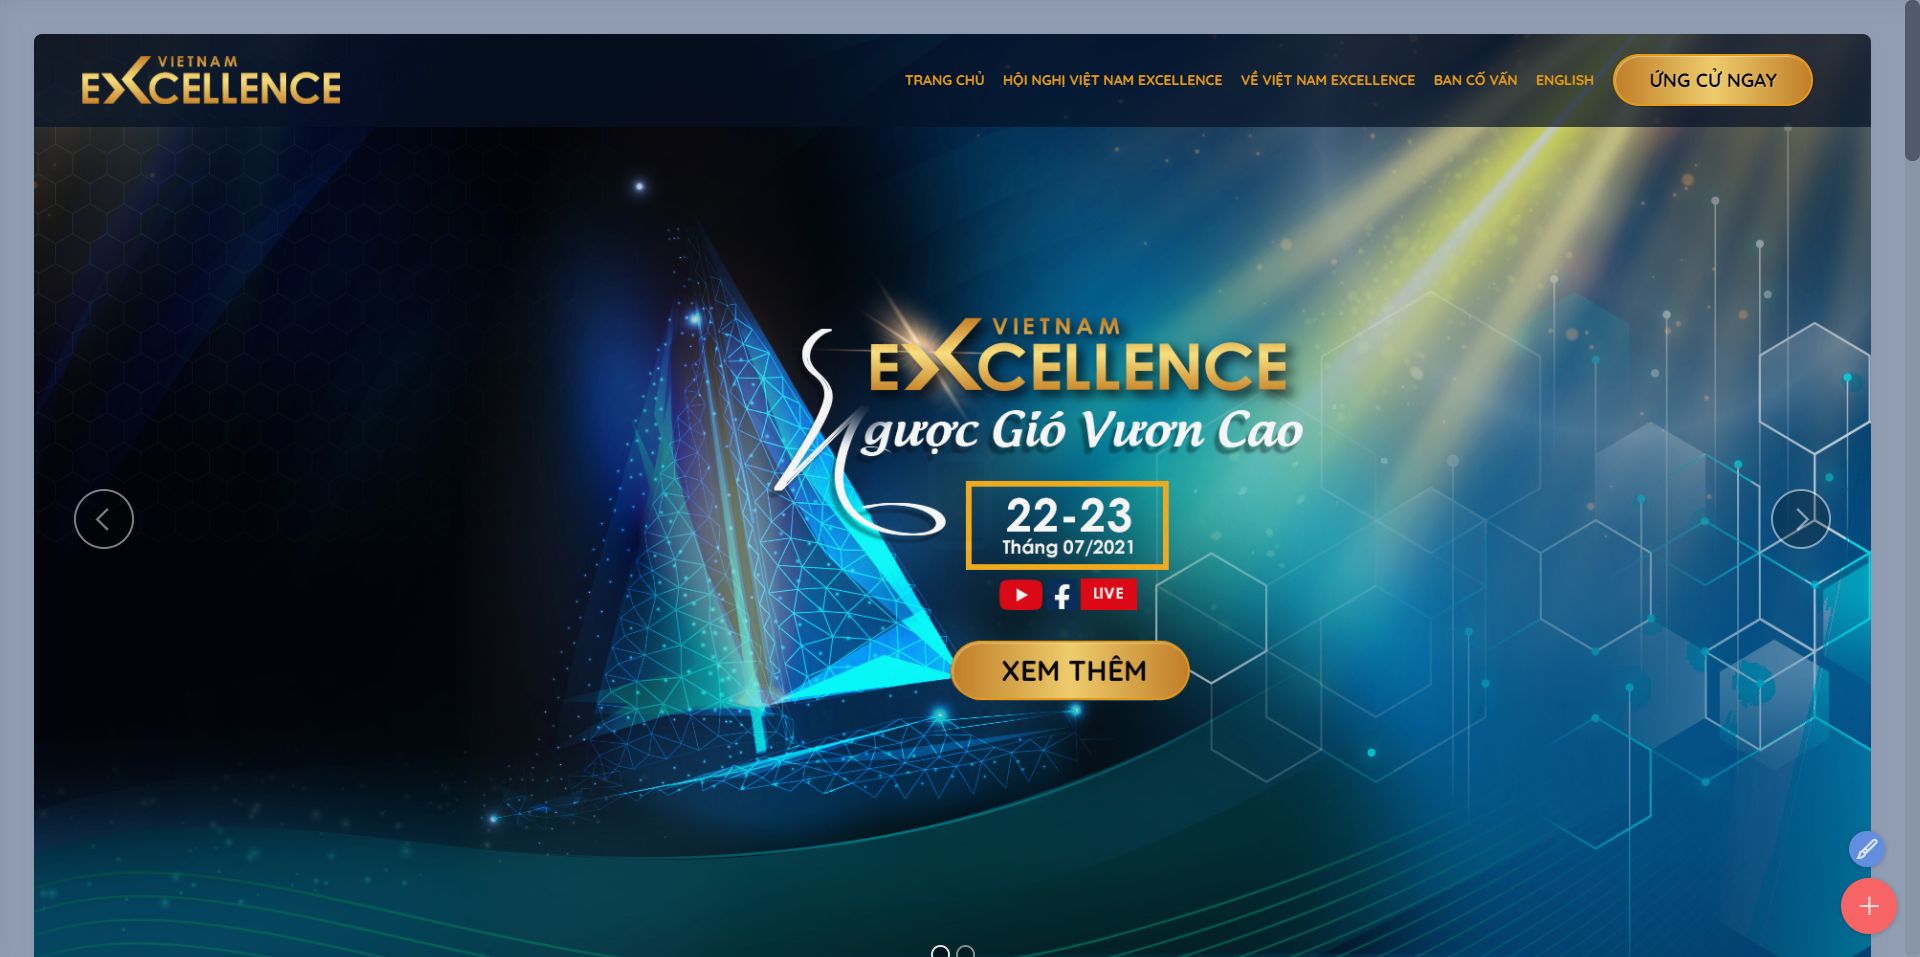 VIETNAM
EXCELLENCE
TRANG CHỦ
HỘI NGHỊ VIỆT NAM EXCELLENCE
VỀ VIỆT NAM EXCELLENCE
BAN CỐ VẤN
ENGLISH
ỨNG CỬ NGAY
VIETNAM
EXCELLENCE
Ngược Gió Vươn Cao
22-23
Tháng 07/2021
LIVE
XEM THÊM